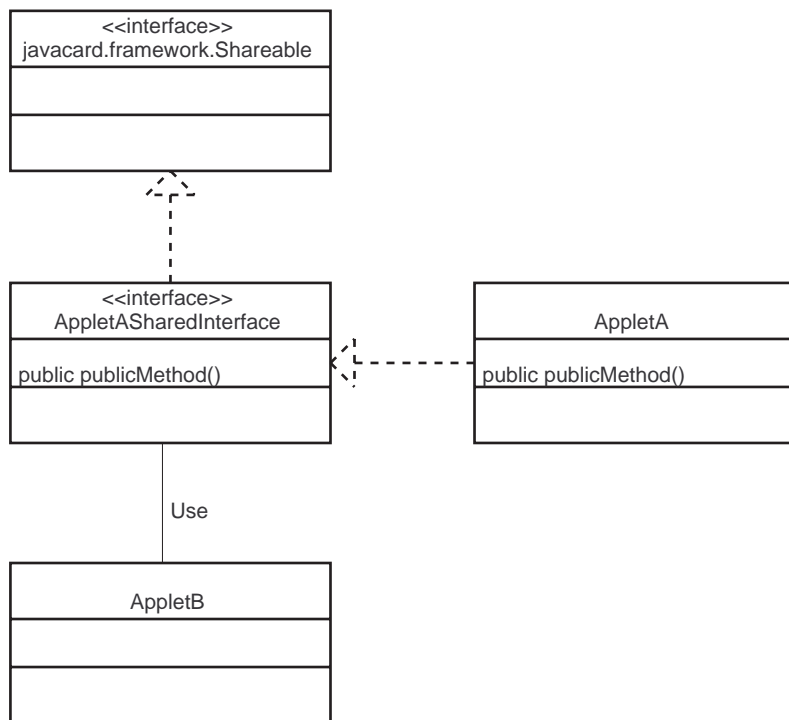 <<interface>>
javacard.framework.Shareable
<<interface>>
AppletASharedInterface
public publicMethod()
AppletA
public publicMethod()
Use
AppletB